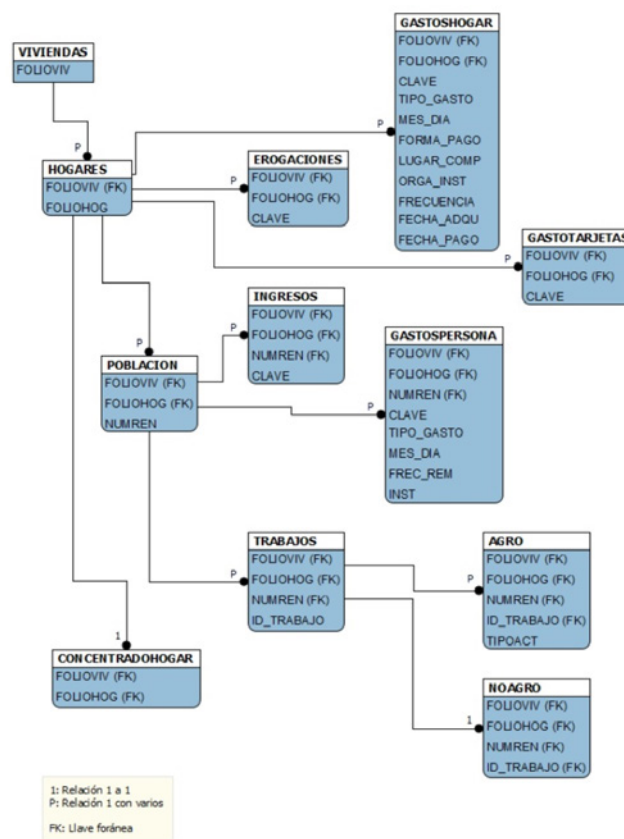 VIVIENDAS
FOLIOVIV
P
HOGARES
FOLIOVIV (FK)
FOLIOHOG
GASTOSHOGAR
FOLIOVIV (FK)
FOLIOHOG (FK)
CLAVE
TIPO_GASTO
MES_DIA
FORMA_PAGO
LUGAR_COMP
ORGA_INST
FRECUENCIA
FECHA_ADQU
FECHA_PAGO
P
EROGACIONES
FOLIOVIV (FK)
FOLIOHOG (FK)
CLAVE
P
GASTOTARJETAS
FOLIOVIV (FK)
FOLIOHOG (FK)
CLAVE
P
INGRESOS
FOLIOVIV (FK)
FOLIOHOG (FK)
NUMREN (FK)
CLAVE
P
POBLACION
FOLIOVIV (FK)
FOLIOHOG (FK)
NUMREN
P
GASTOSPERSONA
FOLIOVIV (FK)
FOLIOHOG (FK)
NUMREN (FK)
CLAVE
TIPO_GASTO
MES_DIA
FREC_REM
INST
P
TRABAJOS
FOLIOVIV (FK)
FOLIOHOG (FK)
NUMREN (FK)
ID_TRABAJO
P
AGRO
FOLIOVIV (FK)
FOLIOHOG (FK)
NUMREN (FK)
ID_TRABAJO (FK)
TIPOACT
P
1
CONCENTRADOHOGAR
FOLIOVIV (FK)
FOLIOHOG (FK)
NOAGRO
FOLIOVIV (FK)
FOLIOHOG (FK)
NUMREN (FK)
ID_TRABAJO (FK)
1
1: Relación 1 a 1
P: Relación 1 con varios
FK: Llave foránea